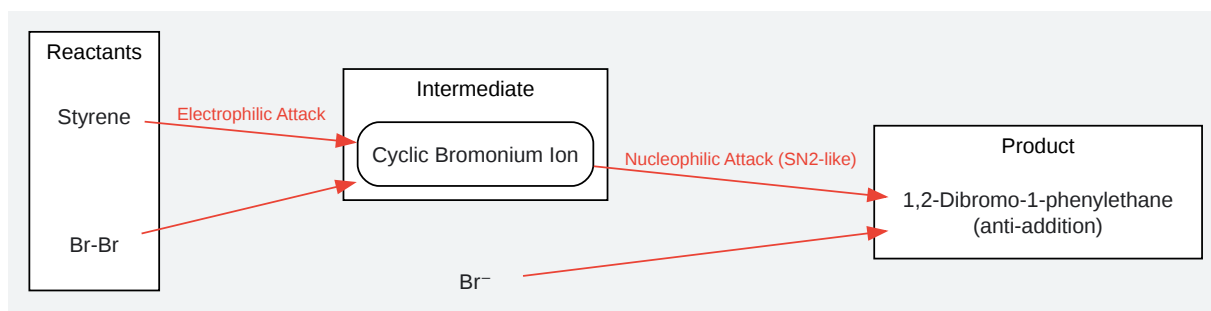 Reactants
Styrene
Br-Br
Electrophilic Attack
Intermediate
Cyclic Bromonium Ion
Nucleophilic Attack (SN2-like)
Br⁻
Product
1,2-Dibromo-1-phenylethane
(anti-addition)